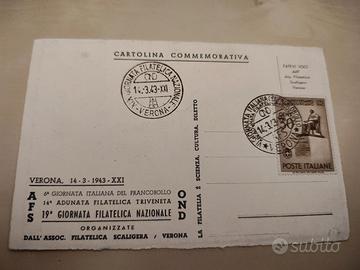 CARTOLINA COMMEMORATIVA
14·3·43·XXI
VERONA
14·3
POSTE ITALIANE
LA FILATELIA È SCIENZA, CULTURA, DILETTO
VERONA, 14 - 3 - 1943 - XXI
AFS
6ª GIORNATA ITALIANA DEL FRANCOBOLLO
14ª ADUNATA FILATELICA TRIVENETA
19ª GIORNATA FILATELICA NAZIONALE
OND
ORGANIZZATE
DALL'ASSOC. FILATELICA SCALIGERA / VERONA
subito